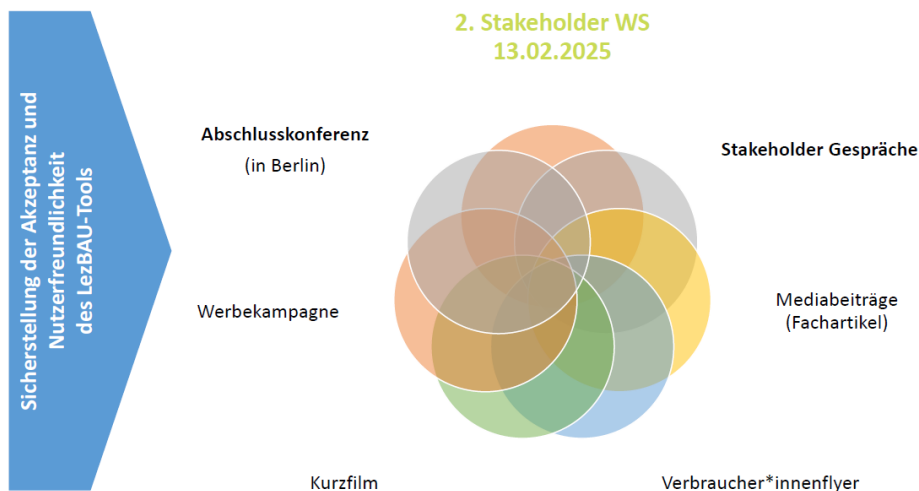 Sicherstellung der Akzeptanz und
Nutzerfreundlichkeit
des LezBAU-Tools
2. Stakeholder WS
13.02.2025
Abschlusskonferenz
(in Berlin)
Stakeholder Gespräche
Werbekampagne
Mediabeiträge
(Fachartikel)
Kurzfilm
Verbraucher*innenflyer